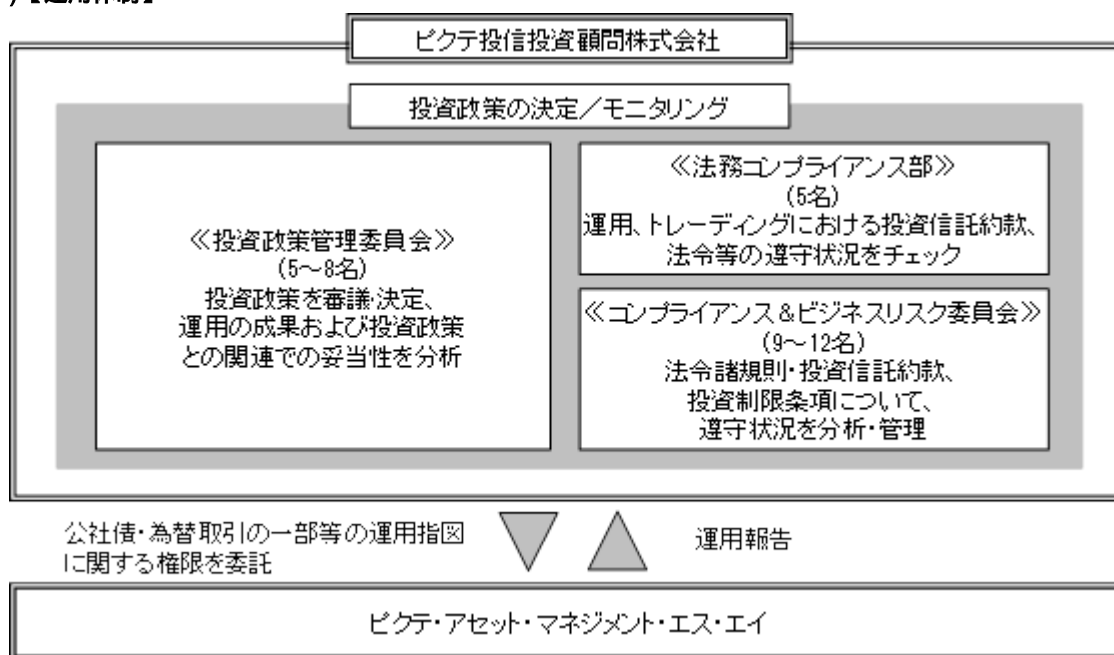 ピクテ投信投資顧問株式会社
投資政策の決定／モニタリング
≪投資政策管理委員会≫
(5～8名)
投資政策を審議・決定、
運用の成果および投資政策
との関連での妥当性を分析
≪法務コンプライアンス部≫
(5名)
運用、トレーディングにおける投資信託約款、
法令等の遵守状況をチェック
≪コンプライアンス＆ビジネスリスク委員会≫
(9～12名)
法令諸規則・投資信託約款、
投資制限条項について、
遵守状況を分析・管理
公社債・為替取引の一部等の運用指図
に関する権限を委託
運用報告
ピクテ・アセット・マネジメント・エス・エイ